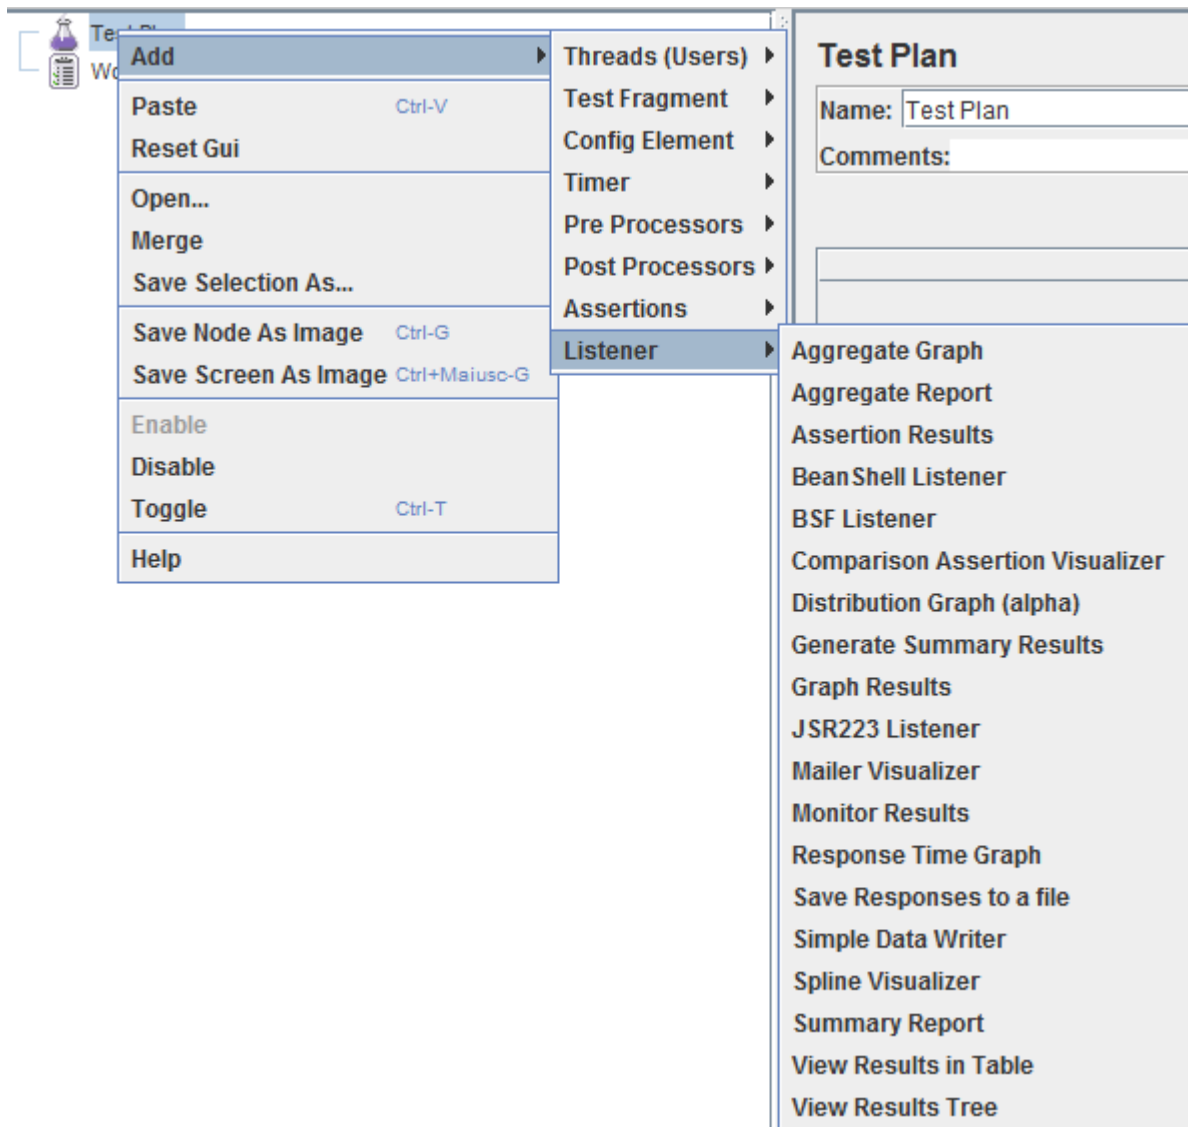 Add
Paste Ctrl-V
Reset Gui
Open...
Merge
Save Selection As...
Save Node As Image Ctrl-G
Save Screen As Image Ctrl+Maiusc-G
Enable
Disable
Toggle Ctrl-T
Help
Threads (Users)
Test Fragment
Config Element
Timer
Pre Processors
Post Processors
Assertions
Listener
Aggregate Graph
Aggregate Report
Assertion Results
BeanShell Listener
BSF Listener
Comparison Assertion Visualizer
Distribution Graph (alpha)
Generate Summary Results
Graph Results
JSR223 Listener
Mailer Visualizer
Monitor Results
Response Time Graph
Save Responses to a file
Simple Data Writer
Spline Visualizer
Summary Report
View Results in Table
View Results Tree
Test Plan
Name: Test Plan
Comments: